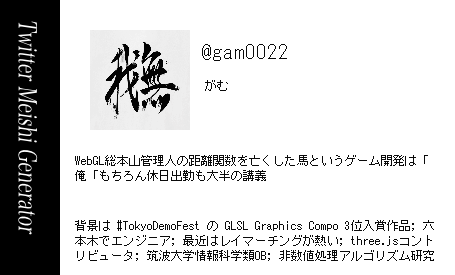 Twitter Meishi Generator
我無
@gam0022
がむ
WebGL総本山管理人の距離関数を亡くした馬というゲーム開発は「
俺「もちろん休日出勤も大半の講義
背景は #TokyoDemoFest の GLSL Graphics Compo 3位入賞作品; 六
本木でエンジニア; 最近はレイマーチングが熱い; three.jsコント
リビュータ; 筑波大学情報科学類OB; 非数値処理アルゴリズム研究